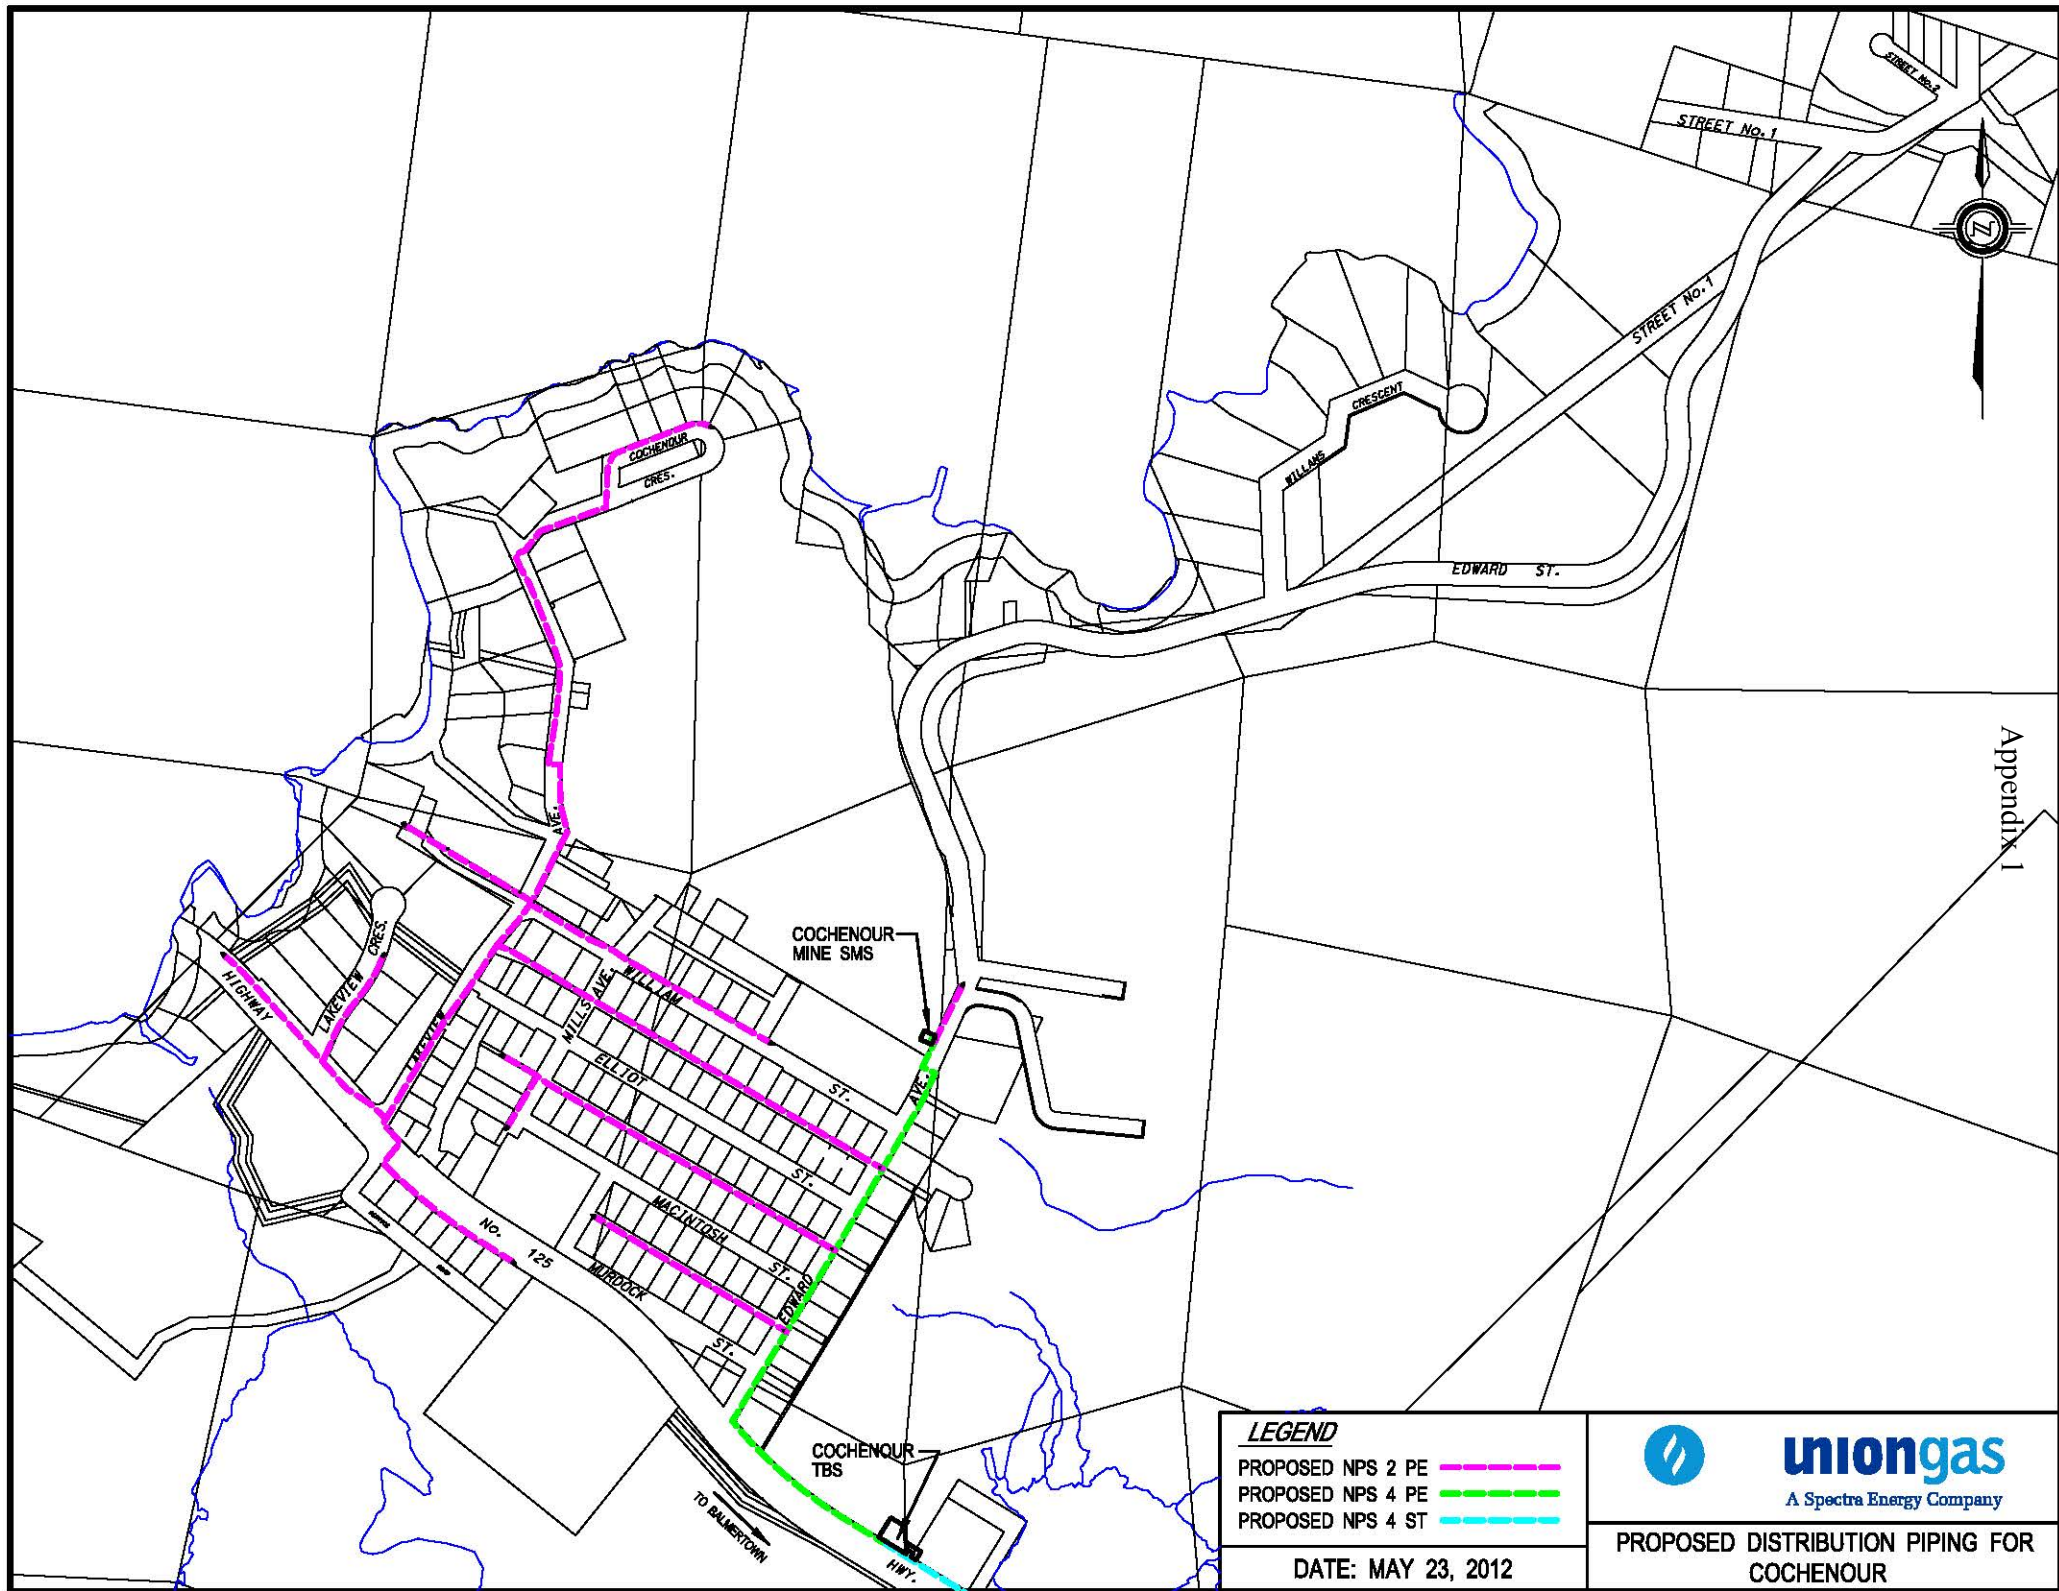 STREET No.2
STREET No. 1
STREET No. 1
N
CRESCENT
WILLAMS
COCHENOUR
CRES.
EDWARD ST.
Appendix 1
AVE.
LAKEVIEW CRES.
HIGHWAY
LAKEVIEW
MILLS AVE.
WILLIAM
ST.
COCHENOUR
MINE SMS
AVE.
ELLIOT
ST.
MACINTOSH
ST.
EDWARD
MURDOCK
ST.
NO. 125
COCHENOUR
TBS
TO BALMERTOWN
HWY.
LEGEND
PROPOSED NPS 2 PE
PROPOSED NPS 4 PE
PROPOSED NPS 4 ST
DATE: MAY 23, 2012
uniongas
A Spectra Energy Company
PROPOSED DISTRIBUTION PIPING FOR
COCHENOUR